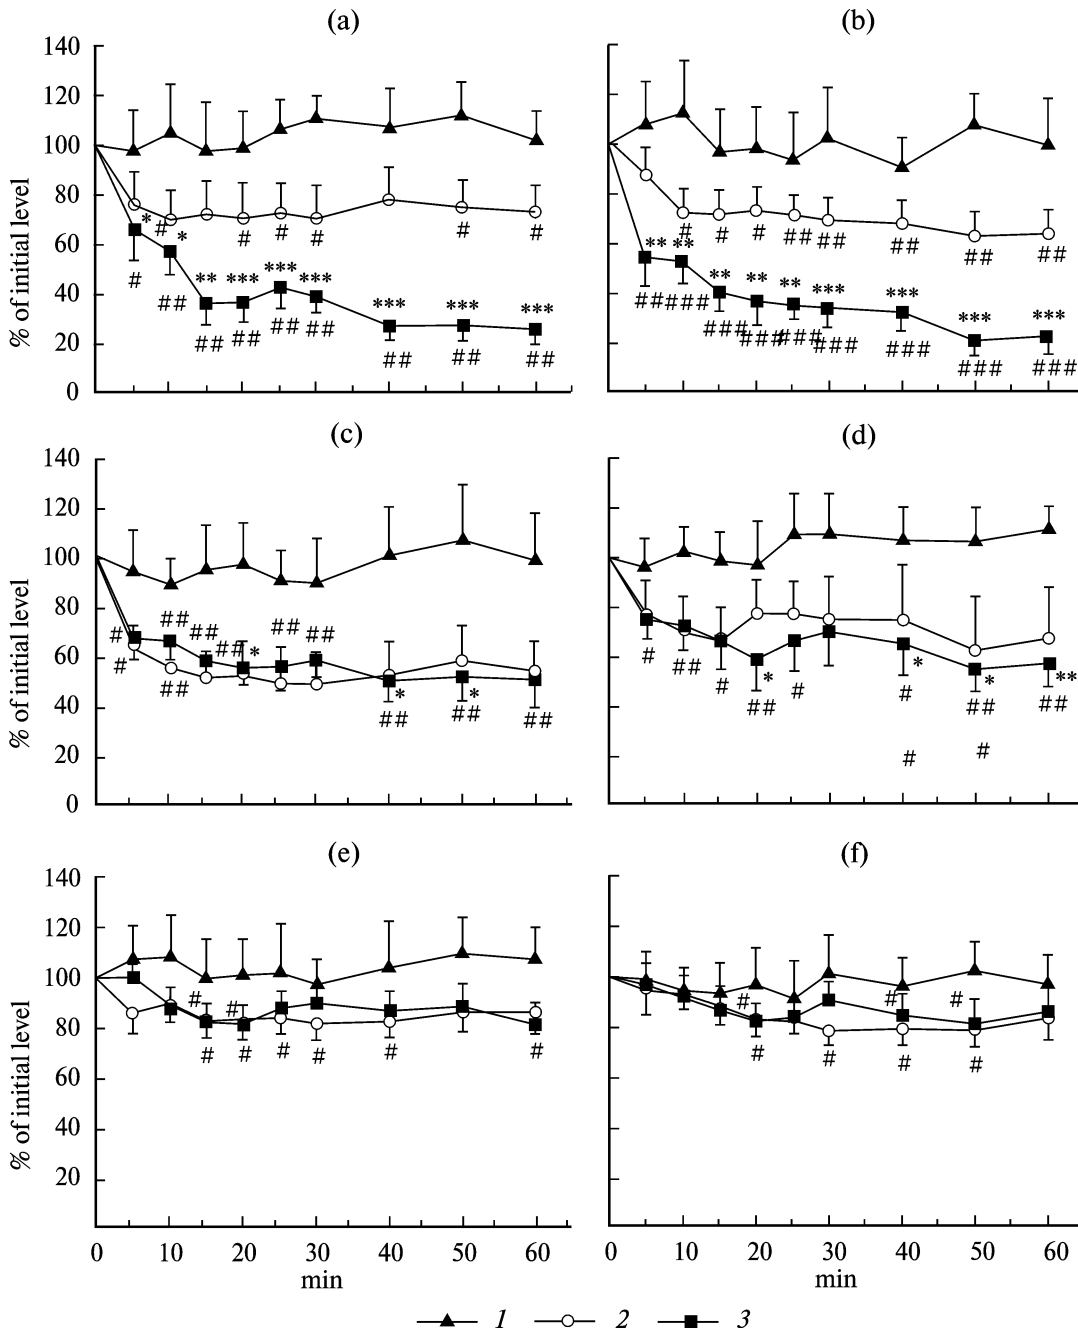 (a) (b)
140
120
100
80
60
40
20
0
% of initial level
* # *
# ## ** *** *** *** *** *** ***
## ## ## ## ## ## ##
# # # # #
** ** ** ** ** *** *** *** ***
# # # ## ## ## ## ##
## ### ### ### ### ### ### ### ###
(c) (d)
140
120
100
80
60
40
20
0
% of initial level
# ## ## ## ## ##
# ## * * *
## ## ##
# ## # ## * # * # * ## ** ##
# #
(e) (f)
140
120
100
80
60
40
20
% of initial level
# #
# # # # # #
# # #
# # # #
0 10 20 30 40 50 60 0 10 20 30 40 50 60
min min
1 2 3